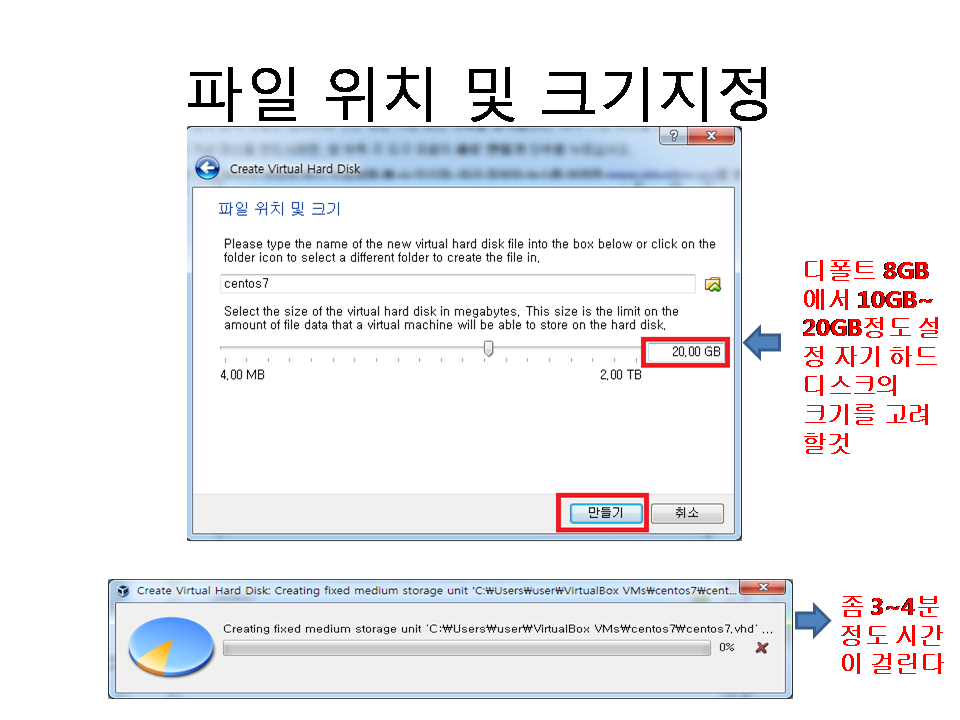 파일 위치 및 크기지정
Create Virtual Hard Disk
파일 위치 및 크기
Please type the name of the new virtual hard disk file into the box below or click on the
folder icon to select a different folder to create the file in.
centos7
Select the size of the virtual hard disk in megabytes. This size is the limit on the
amount of file data that a virtual machine will be able to store on the hard disk.
20,00 GB
4,00 MB
2,00 TB
만들기
취소
디폴트 8GB
에서 10GB~
20GB정도 설
정 자기 하드
디스크의
크기를 고려
할것
Create Virtual Hard Disk: Creating fixed medium storage unit 'C:₩Users₩user₩VirtualBox VMs₩centos7₩cent...
Creating fixed medium storage unit 'C:₩Users₩user₩VirtualBox VMs₩centos7₩centos7.vhd' ...
0%
좀 3~4분
정도 시간
이 걸린다